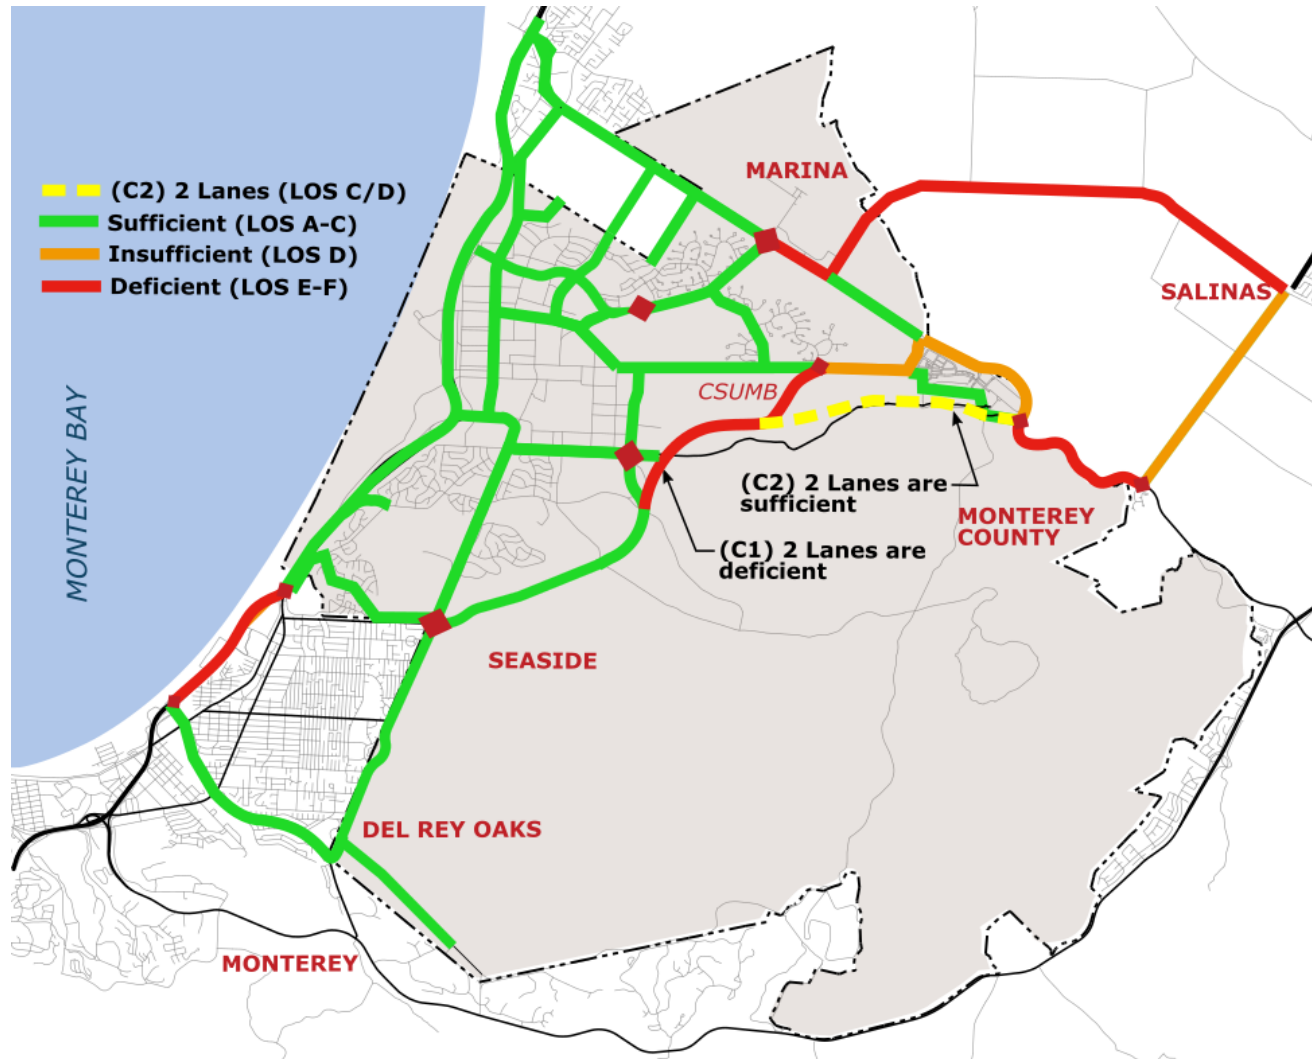 MARINA
(C2) 2 Lanes (LOS C/D)
Sufficient (LOS A-C)
Insufficient (LOS D)
Deficient (LOS E-F)
SALINAS
MONTEREY BAY
CSUMB
(C2) 2 Lanes are
sufficient
MONTEREY
COUNTY
(C1) 2 Lanes are
deficient
SEASIDE
DEL REY OAKS
MONTEREY